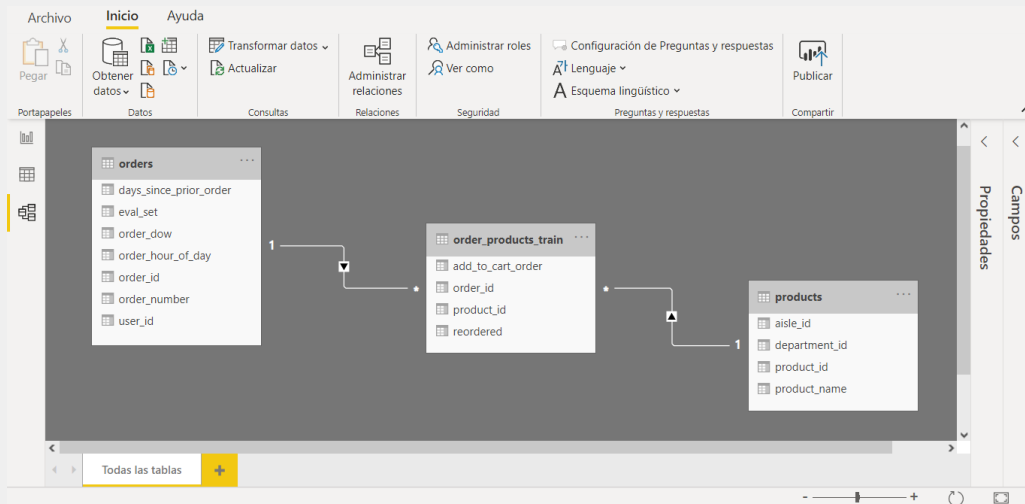 Archivo Inicio Ayuda
Pegar
Portapapeles
Obtener
datos
Datos
Transformar datos
Actualizar
Consultas
Administrar
relaciones
Relaciones
Administrar roles
Ver como
Seguridad
Configuración de Preguntas y respuestas
Lenguaje
Esquema lingüístico
Preguntas y respuestas
Publicar
Compartir
orders
days_since_prior_order
eval_set
order_dow
order_hour_of_day
order_id
order_number
user_id
1
*
order_products_train
add_to_cart_order
order_id
product_id
reordered
*
1
products
aisle_id
department_id
product_id
product_name
Propiedades
Campos
Todas las tablas